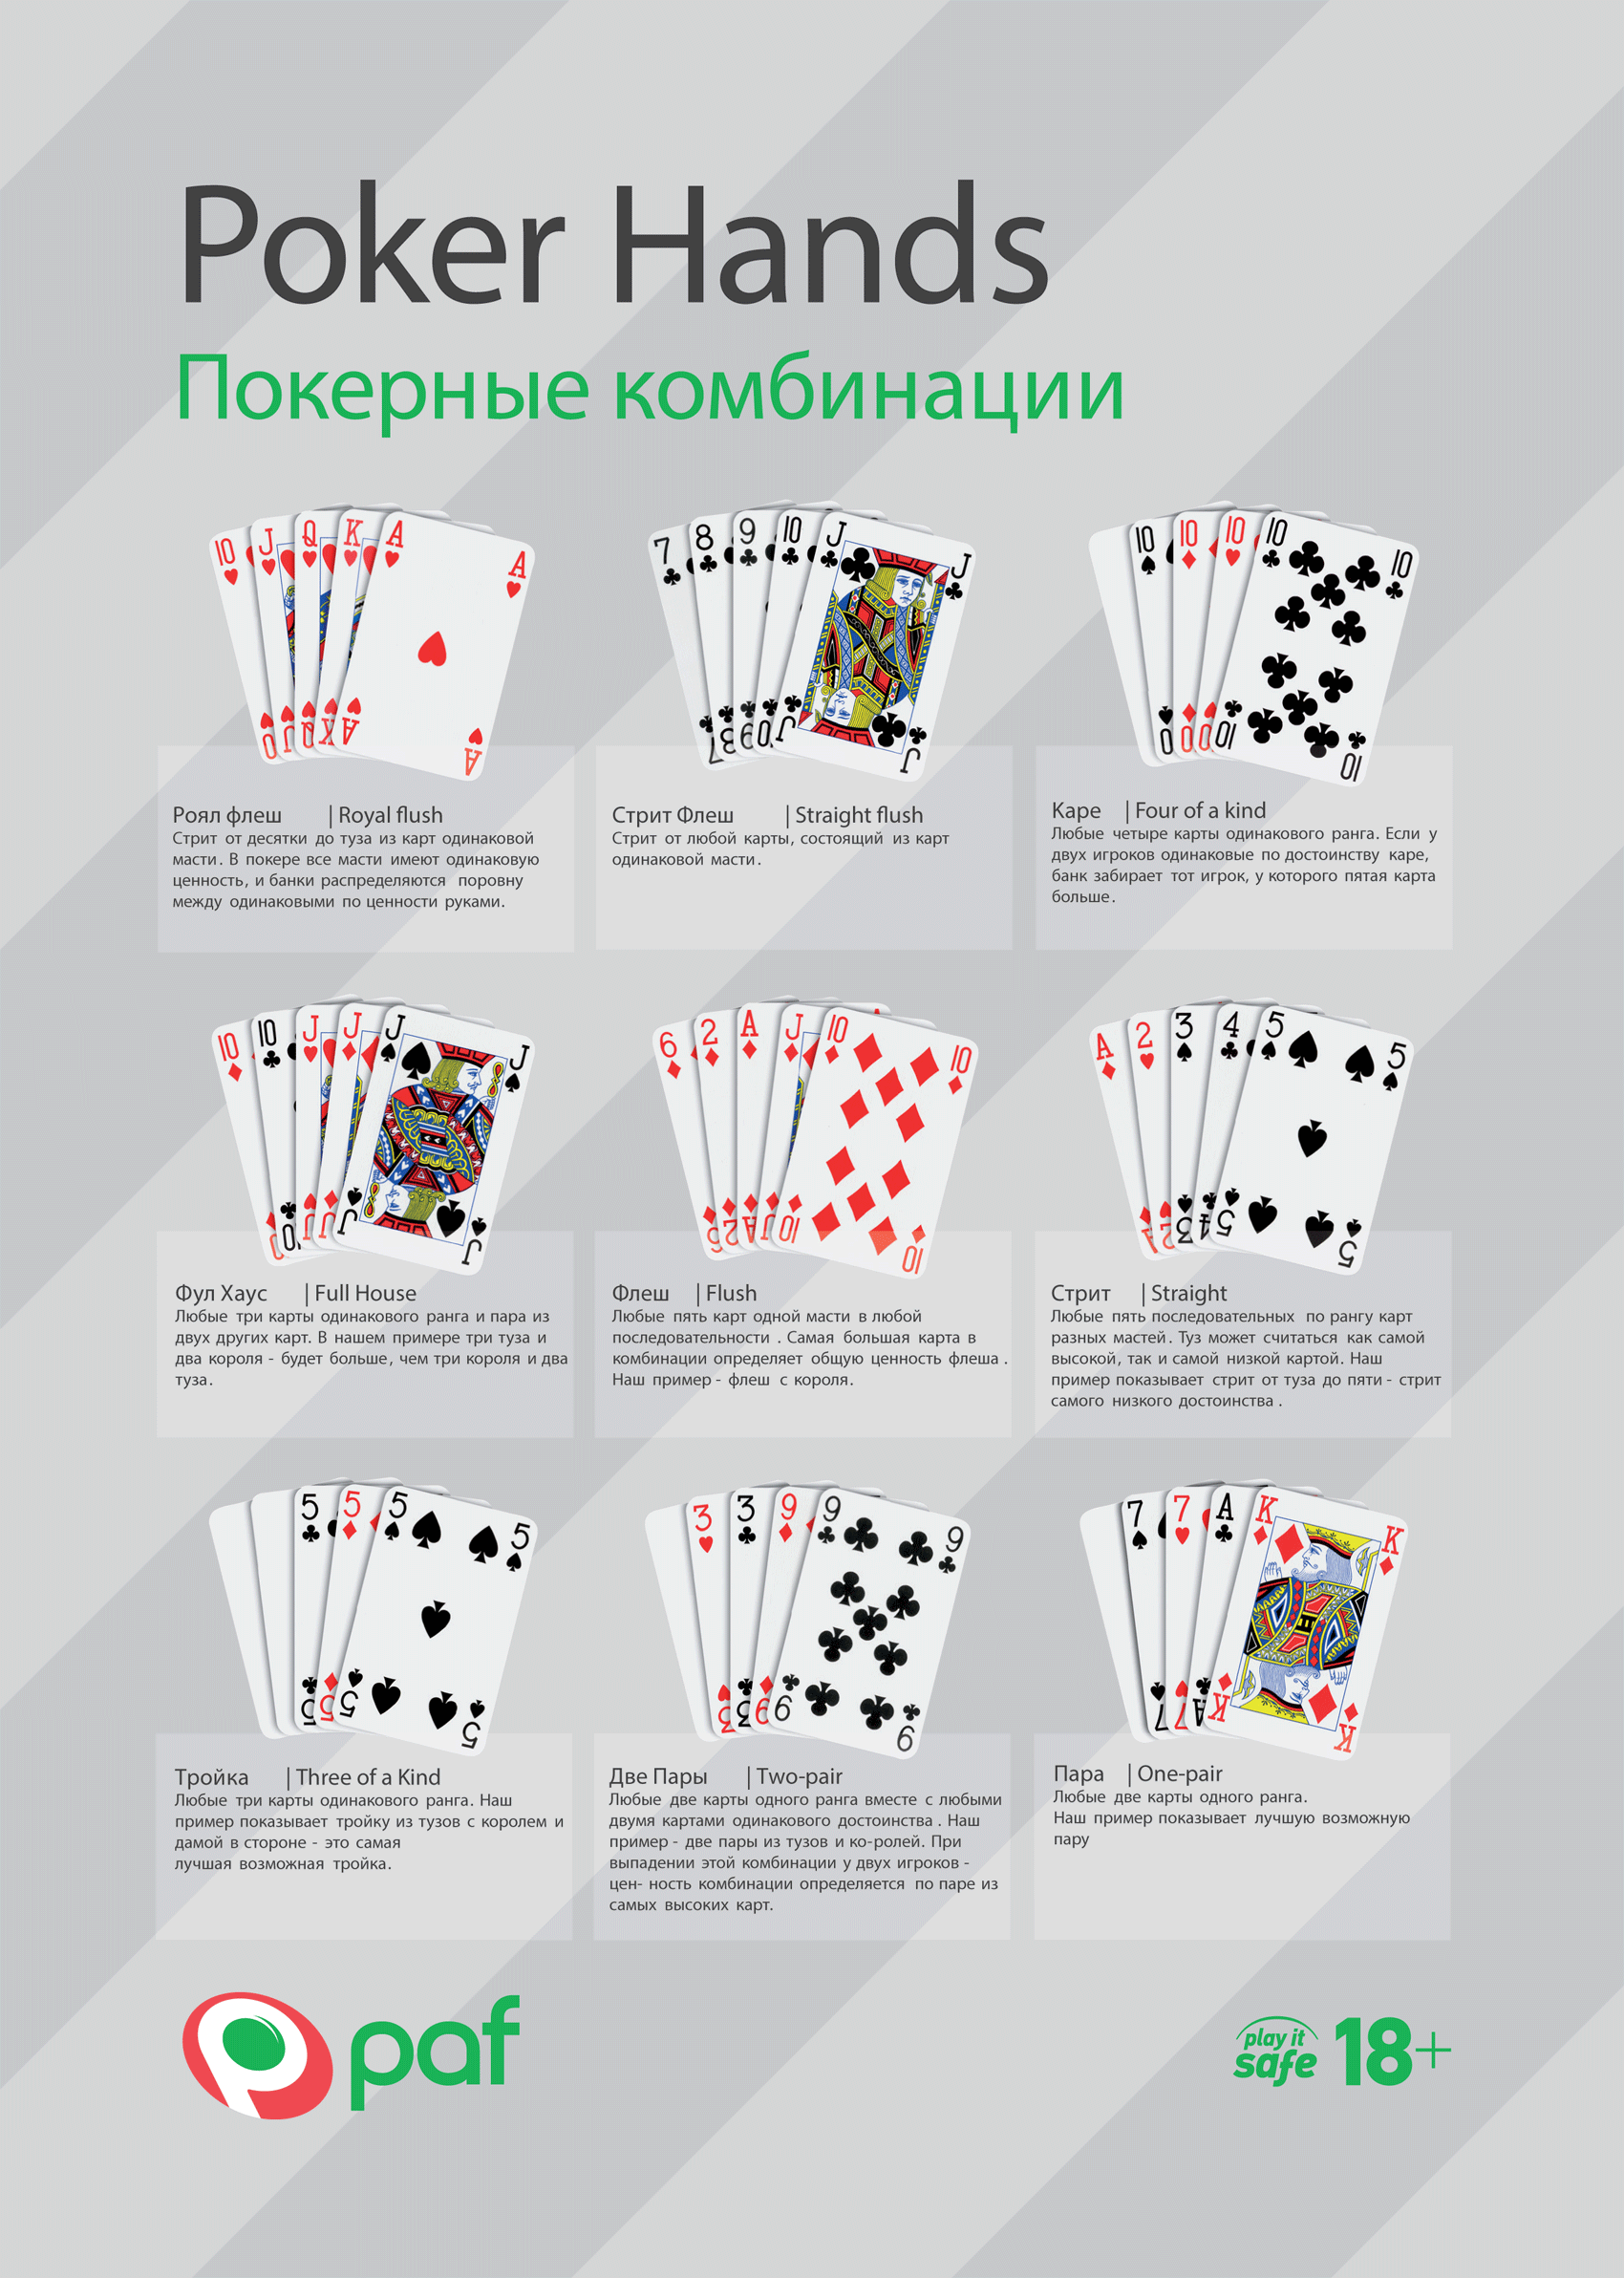 Poker Hands
Покерные комбинации
Роял флеш | Royal flush
Стрит от десятки до туза из карт одинаковой
масти. В покере все масти имеют одинаковую
ценность, и банки распределяются поровну
между одинаковыми по ценности руками.
Стрит Флеш | Straight flush
Стрит от любой карты, состоящий из карт
одинаковой масти.
Каре | Four of a kind
Любые четыре карты одинакового ранга. Если у
двух игроков одинаковые по достоинству каре,
банк забирает тот игрок, у которого пятая карта
больше.
Фул Хаус | Full House
Любые три карты одинакового ранга и пара из
двух других карт. В нашем примере три туза и
два короля - будет больше, чем три короля и два
туза.
Флеш | Flush
Любые пять карт одной масти в любой
последовательности . Самая большая карта в
комбинации определяет общую ценность флеша .
Наш пример - флеш с короля.
Стрит | Straight
Любые пять последовательных по рангу карт
разных мастей. Туз может считаться как самой
высокой, так и самой низкой картой. Наш
пример показывает стрит от туза до пяти - стрит
самого низкого достоинства .
Тройка | Three of a Kind
Любые три карты одинакового ранга. Наш
пример показывает тройку из тузов с королем и
дамой в стороне - это самая
лучшая возможная тройка.
Две Пары | Two-pair
Любые две карты одного ранга вместе с любыми
двумя картами одинакового достоинства . Наш
пример - две пары из тузов и ко-ролей. При
выпадении этой комбинации у двух игроков -
цен- ность комбинации определяется по паре из
самых высоких карт.
Пара | One-pair
Любые две карты одного ранга.
Наш пример показывает лучшую возможную
пару
paf
play it
safe 18+